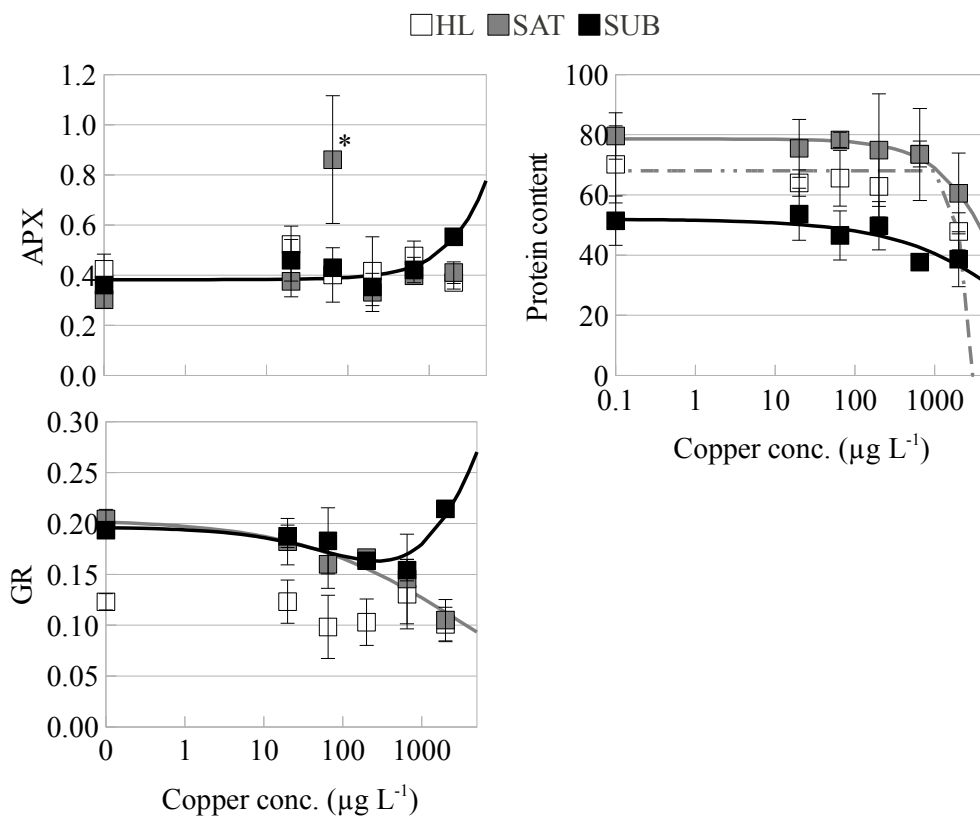 HL SAT SUB
1.2
1.0
0.8
0.6
0.4
0.2
0.0
APX
*
100
80
60
40
20
0
Protein content
0.1 1 10 100 1000
Copper conc. (µg L-1)
0.30
0.25
0.20
0.15
0.10
0.05
0.00
GR
0 1 10 100 1000
Copper conc. (µg L-1)